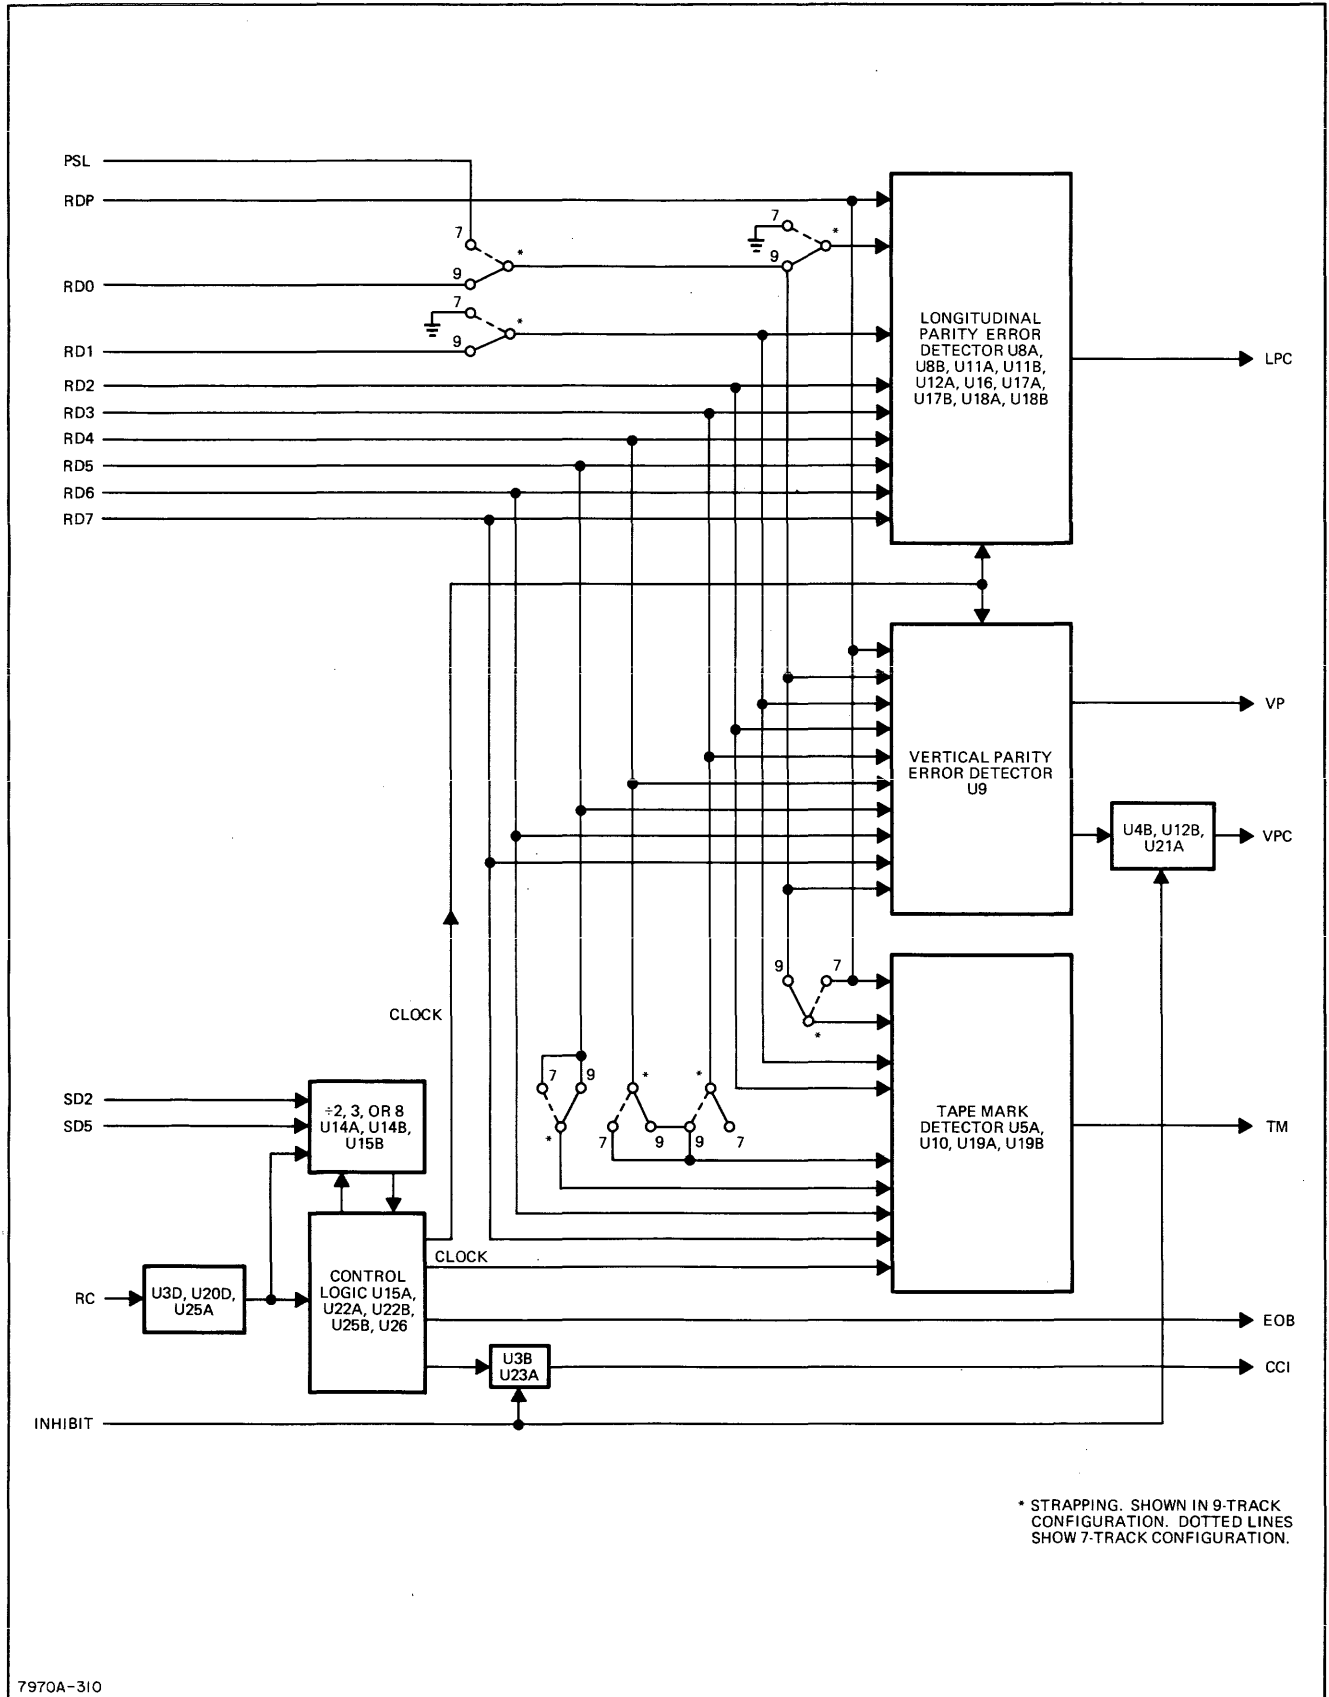 PSL
RDP
7
*
7
*
9
9
RD0
7
*
9
RD1
LONGITUDINAL
PARITY ERROR
DETECTOR U8A,
U8B, U11A, U11B,
U12A, U16, U17A,
U17B, U18A, U18B
LPC
RD2
RD3
RD4
RD5
RD6
RD7
VERTICAL PARITY
ERROR DETECTOR
U9
VP
U4B, U12B,
U21A
VPC
9
7
*
CLOCK
7
9
*
*
*
7
9
9
7
TAPE MARK
DETECTOR U5A,
U10, U19A, U19B
TM
SD2
SD5
÷2, 3, OR 8
U14A, U14B,
U15B
CLOCK
RC
U3D, U20D,
U25A
CONTROL
LOGIC U15A,
U22A, U22B,
U25B, U26
EOB
U3B
U23A
CCI
INHIBIT
* STRAPPING. SHOWN IN 9-TRACK
CONFIGURATION. DOTTED LINES
SHOW 7-TRACK CONFIGURATION.
7970A-310